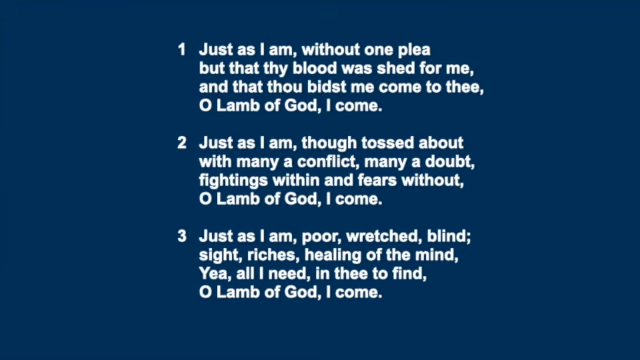 1 Just as I am, without one plea
but that thy blood was shed for me,
and that thou bidst me come to thee,
O Lamb of God, I come.
2 Just as I am, though tossed about
with many a conflict, many a doubt,
fightings within and fears without,
O Lamb of God, I come.
3 Just as I am, poor, wretched, blind;
sight, riches, healing of the mind,
Yea, all I need, in thee to find,
O Lamb of God, I come.